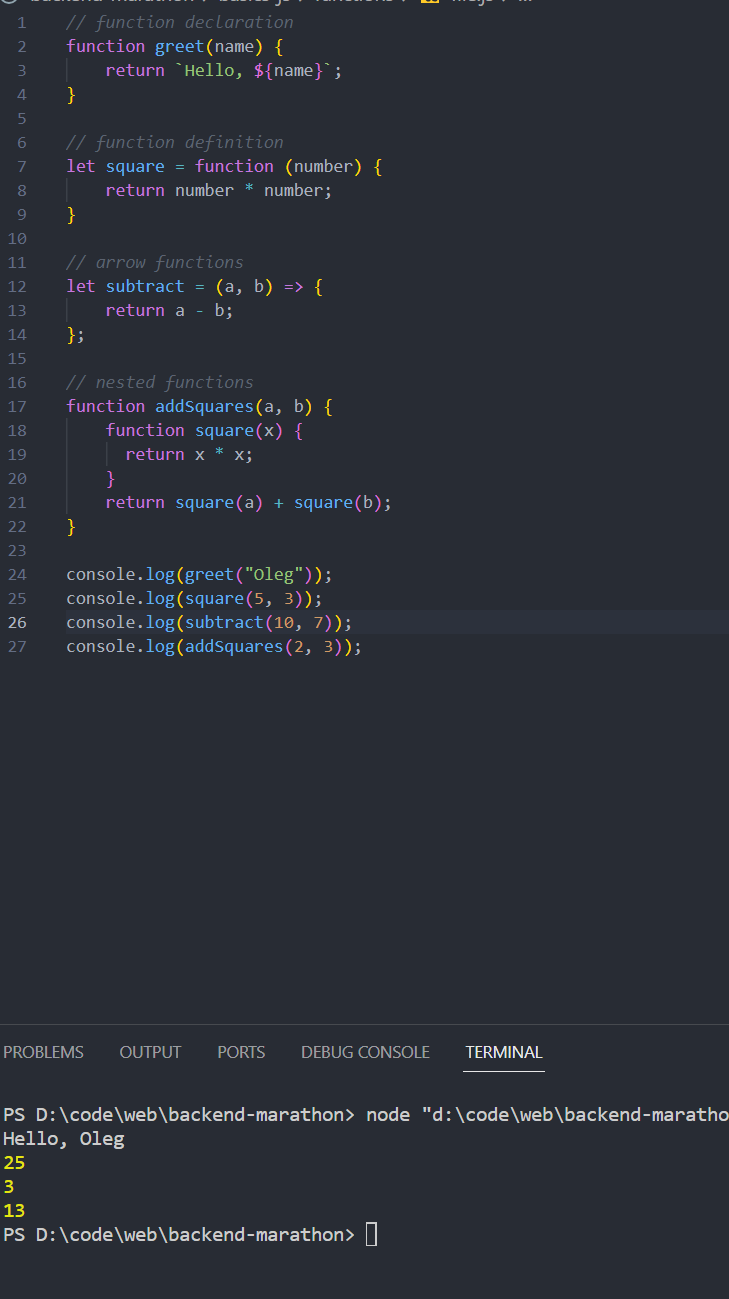 1 // function declaration
2 function greet(name) {
3     return `Hello, ${name}`;
4 }
5
6 // function definition
7 let square = function (number) {
8     return number * number;
9 }
10
11 // arrow functions
12 let subtract = (a, b) => {
13     return a - b;
14 };
15
16 // nested functions
17 function addSquares(a, b) {
18     function square(x) {
19       return x * x;
20     }
21     return square(a) + square(b);
22 }
23
24 console.log(greet("Oleg"));
25 console.log(square(5, 3));
26 console.log(subtract(10, 7));
27 console.log(addSquares(2, 3));
PROBLEMS OUTPUT PORTS DEBUG CONSOLE TERMINAL
PS D:\code\web\backend-marathon> node "d:\code\web\backend-maratho
Hello, Oleg
25
3
13
PS D:\code\web\backend-marathon>